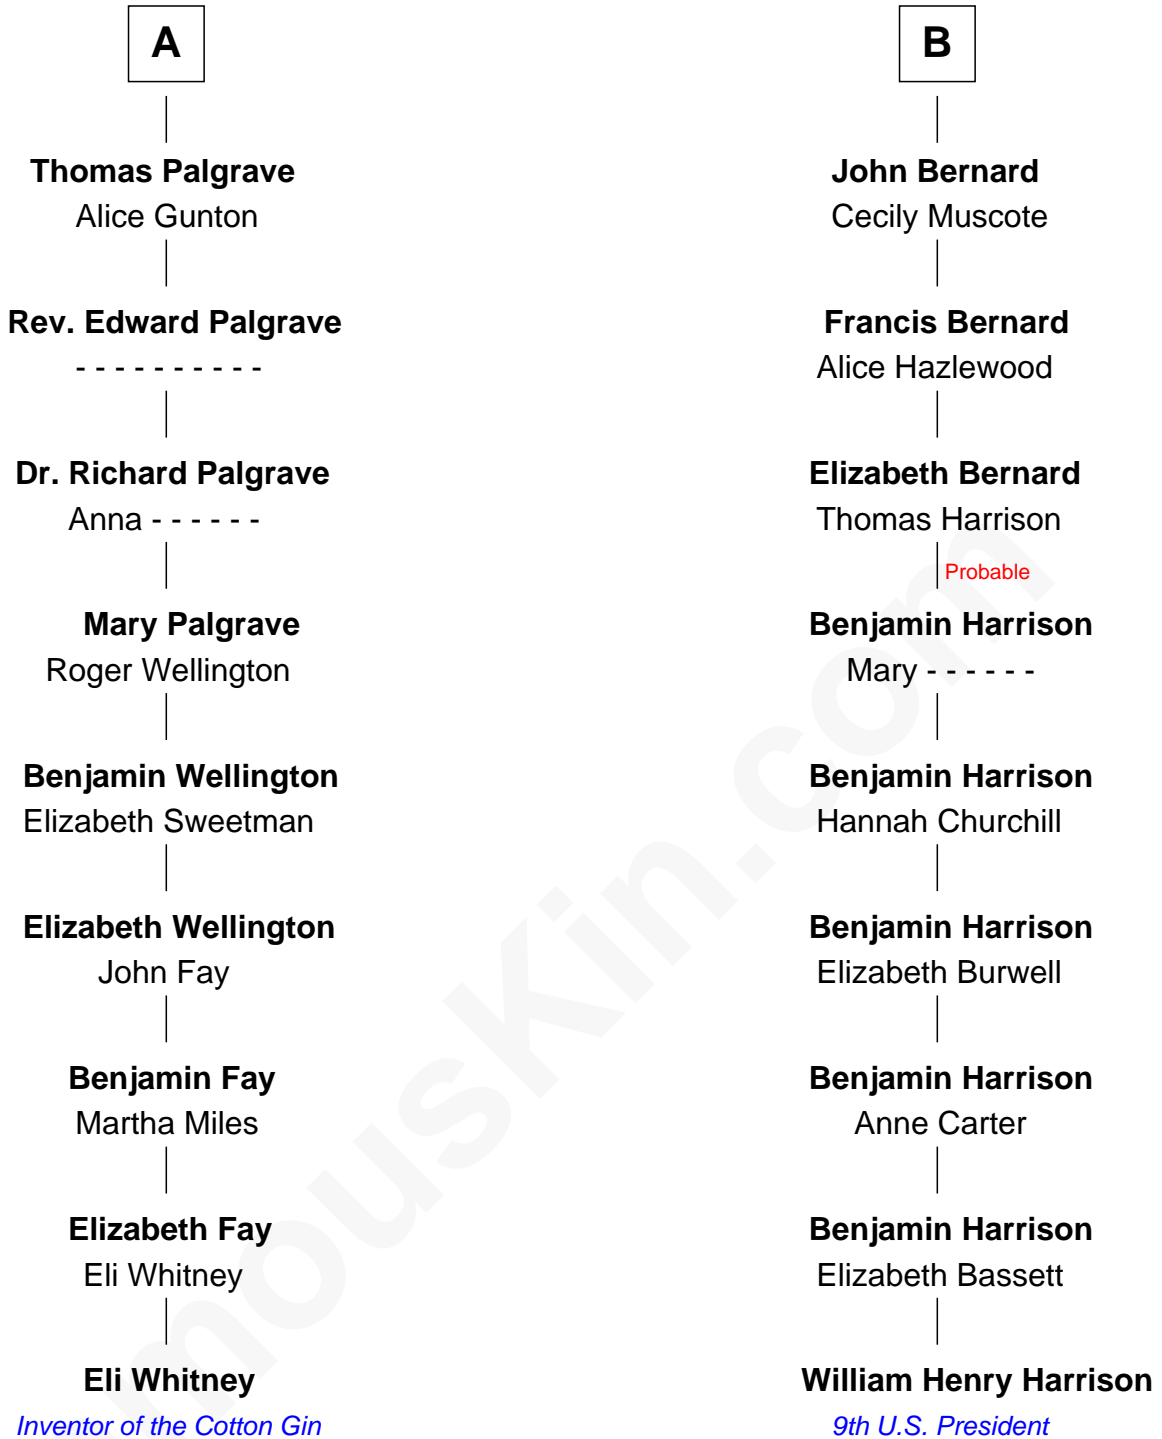 A
Thomas Palgrave
Alice Gunton
Rev. Edward Palgrave
- - - - - - - - - -
Dr. Richard Palgrave
Anna - - - - - -
Mary Palgrave
Roger Wellington
Benjamin Wellington
Elizabeth Sweetman
Elizabeth Wellington
John Fay
Benjamin Fay
Martha Miles
Elizabeth Fay
Eli Whitney
Eli Whitney
Inventor of the Cotton Gin
B
John Bernard
Cecily Muscote
Francis Bernard
Alice Hazlewood
Elizabeth Bernard
Thomas Harrison
Probable
Benjamin Harrison
Mary - - - - - -
Benjamin Harrison
Hannah Churchill
Benjamin Harrison
Elizabeth Burwell
Benjamin Harrison
Anne Carter
Benjamin Harrison
Elizabeth Bassett
William Henry Harrison
9th U.S. President
mousKin.com